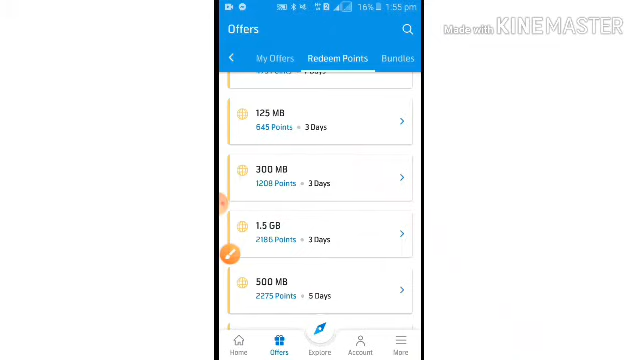 16% 1:55 pm
Offers
Made with KINEMASTER
My Offers Redeem Points Bundles
125 MB
645 Points 3 Days
300 MB
1208 Points 3 Days
1.5 GB
2186 Points 3 Days
500 MB
2275 Points 5 Days
Home Offers Explore Account More